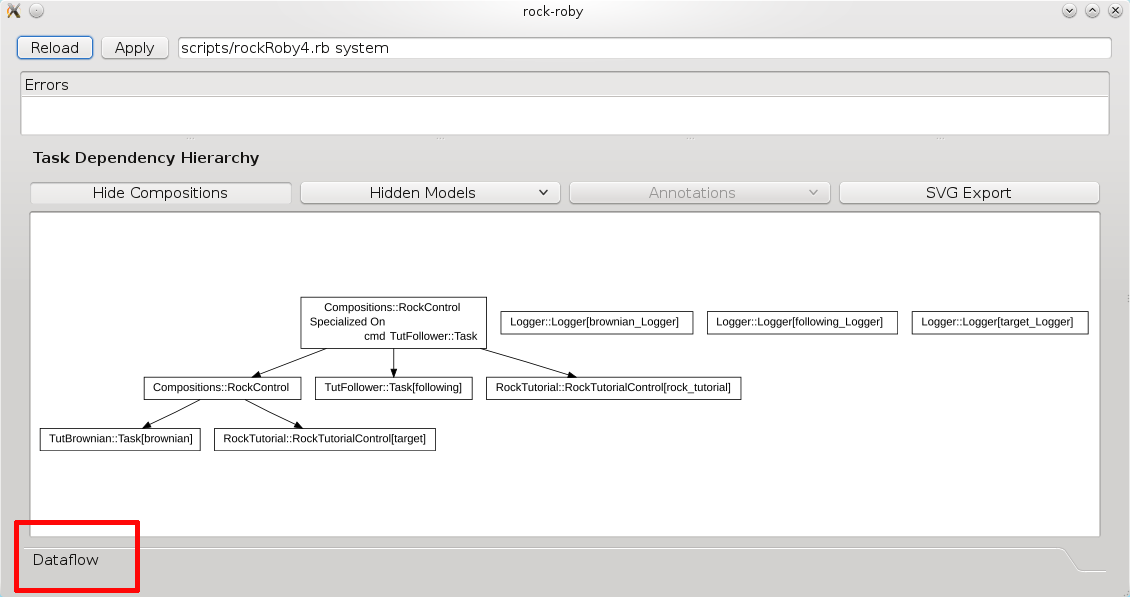 rock-roby
Reload
Apply
scripts/rockRoby4.rb system
Errors
Task Dependency Hierarchy
Hide Compositions
Hidden Models
Annotations
SVG Export
Compositions::RockControl
Specialized On
cmd TutFollower::Task
Logger::Logger[brownian_Logger]
Logger::Logger[following_Logger]
Logger::Logger[target_Logger]
Compositions::RockControl
TutFollower::Task[following]
RockTutorial::RockTutorialControl[rock_tutorial]
TutBrownian::Task[brownian]
RockTutorial::RockTutorialControl[target]
Dataflow